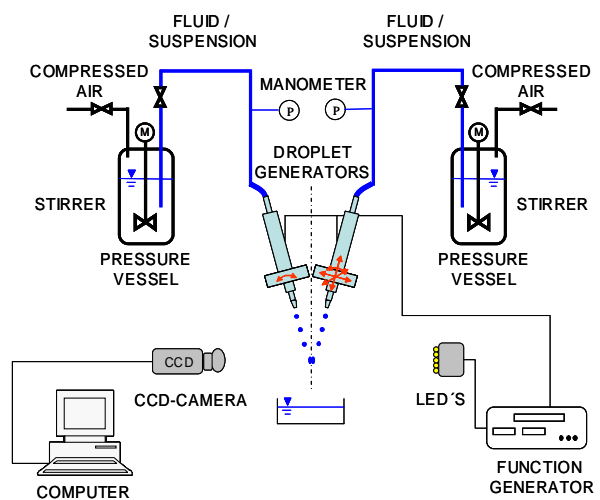 FLUID /
SUSPENSION
FLUID /
SUSPENSION
COMPRESSED
AIR
MANOMETER
COMPRESSED
AIR
P
P
M
M
DROPLET
GENERATORS
STIRRER
STIRRER
PRESSURE
VESSEL
PRESSURE
VESSEL
CCD
CCD-CAMERA
LED´S
COMPUTER
FUNCTION
GENERATOR